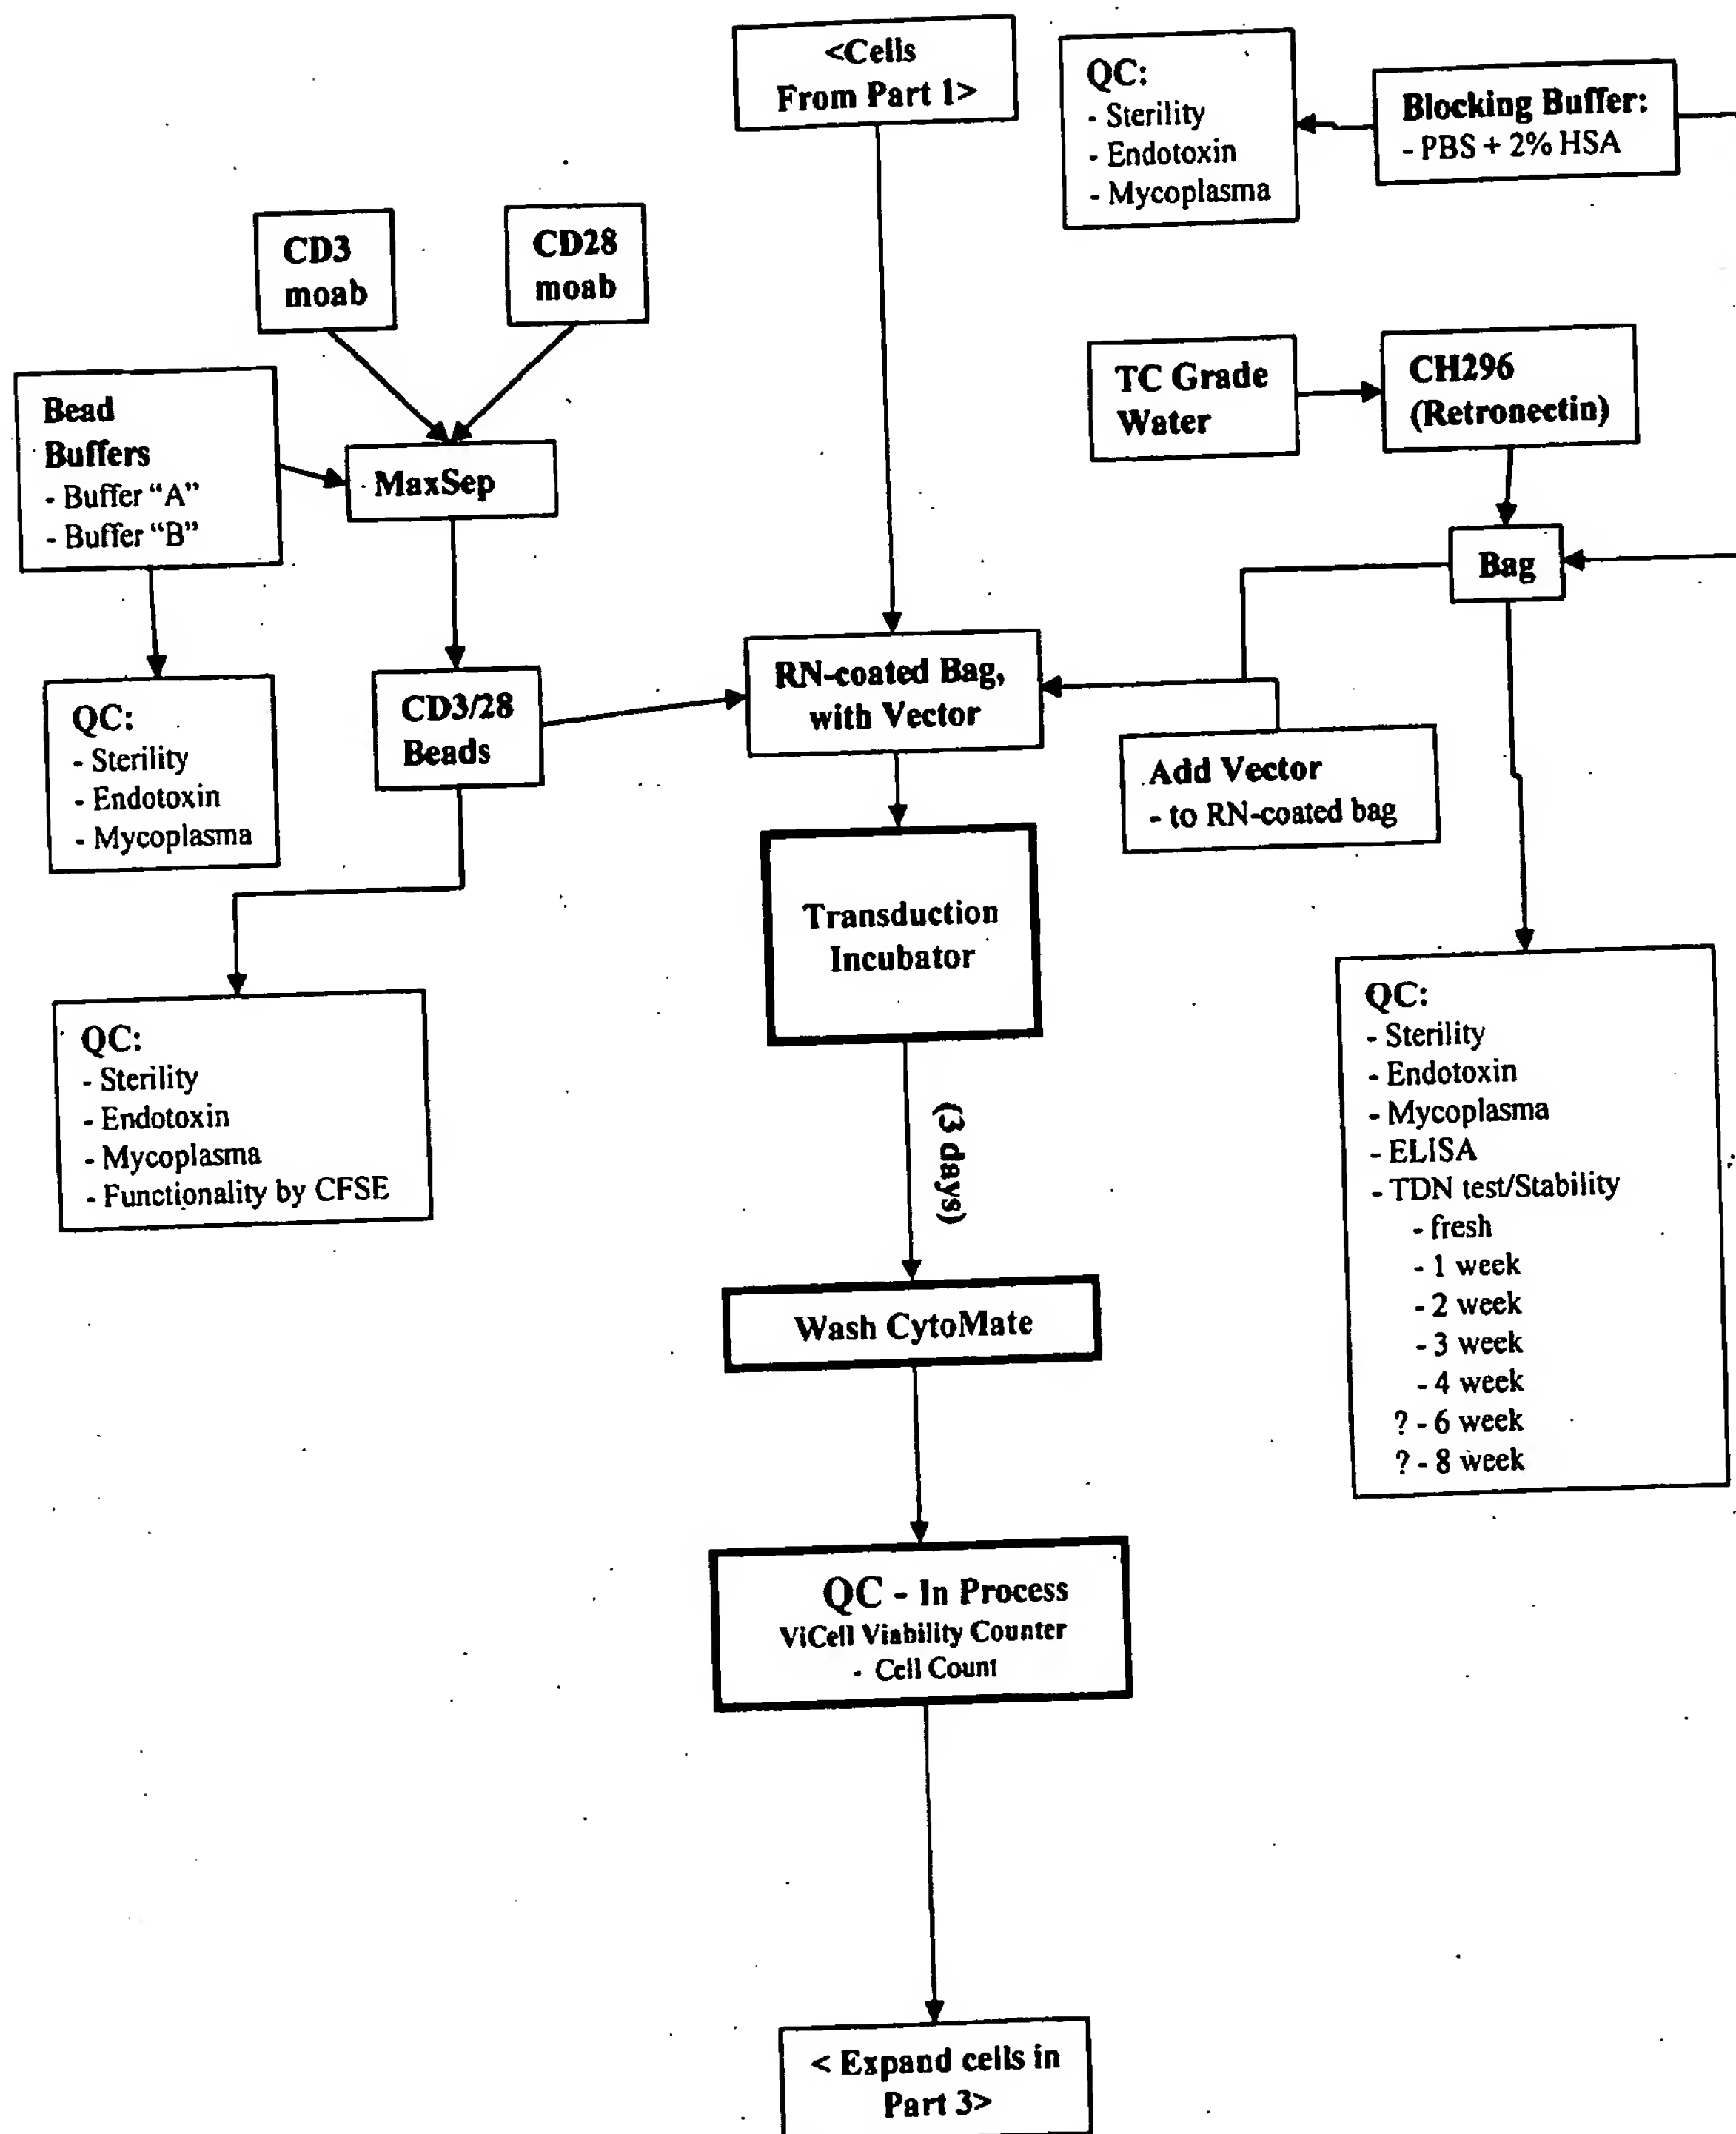 <Cells
From Part 1>
QC:
- Sterility
- Endotoxin
- Mycoplasma
Blocking Buffer:
- PBS + 2% HSA
CD3
moab
CD28
moab
Bead
Buffers
- Buffer “A”
- Buffer “B”
MaxSep
TC Grade
Water
CH296
(Retronectin)
Bag
QC:
- Sterility
- Endotoxin
- Mycoplasma
CD3/28
Beads
RN-coated Bag,
with Vector
Add Vector
- to RN-coated bag
Transduction
Incubator
QC:
- Sterility
- Endotoxin
- Mycoplasma
- Functionality by CFSE
(3 days)
QC:
- Sterility
- Endotoxin
- Mycoplasma
- ELISA
- TDN test/Stability
- fresh
- 1 week
- 2 week
- 3 week
- 4 week
? - 6 week
? - 8 week
Wash CytoMate
QC - In Process
ViCell Viability Counter
- Cell Count
< Expand cells in
Part 3>